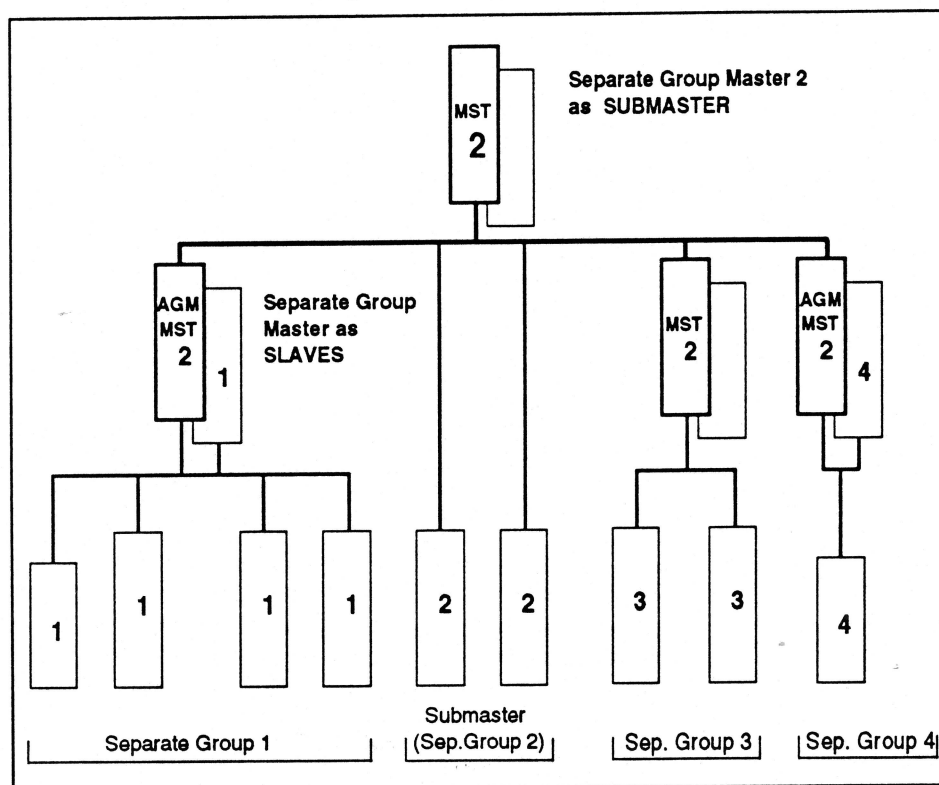 Separate Group Master 2
as SUBMASTER
MST
2
AGM
MST
2
1
Separate Group
Master as
SLAVES
MST
2
AGM
MST
2
4
1
1
1
1
2
2
3
3
4
Separate Group 1
Submaster
(Sep.Group 2)
Sep. Group 3
Sep. Group 4